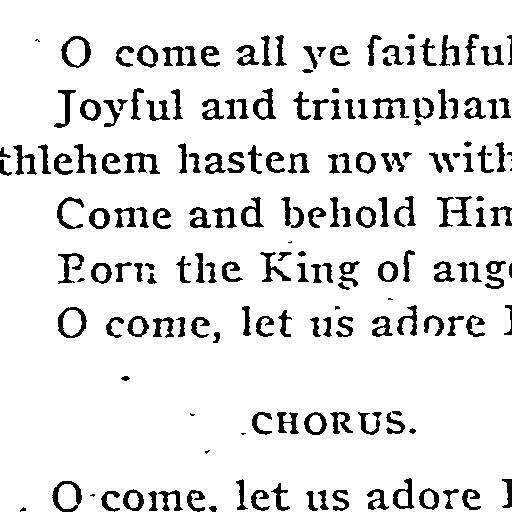 O come all ye faithful
Joyful and triumphan
thlehem hasten now with
Come and behold Him
Born the King of ang
O come, let us adore
CHORUS.
O come, let us adore